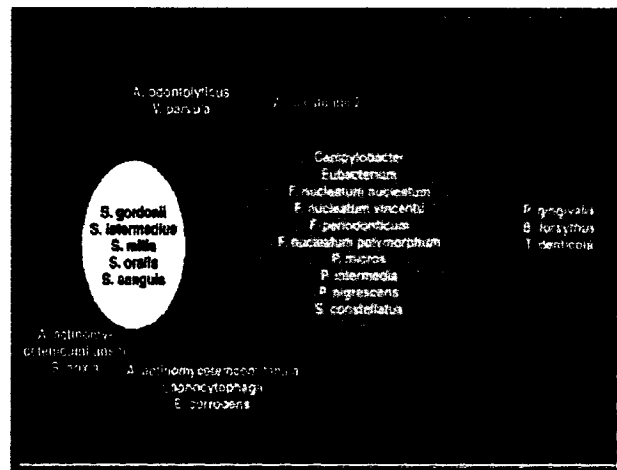 A. odontolyticus
V. parvula
S. gordonii
S. intermedius
S. mitis
S. oralis
S. sanguis
Campylobacter
Eubacterium
F. nucleatum nucleatum
F. nucleatum vincentii
F. periodonticum
F. nucleatum polymorphum
P. micros
P. intermedia
P. nigrescens
S. constellatus
P. gingivalis
B. forsythus
T. denticola
A. actinomy-
A. actinomycetemcomitans a
E. corrodens